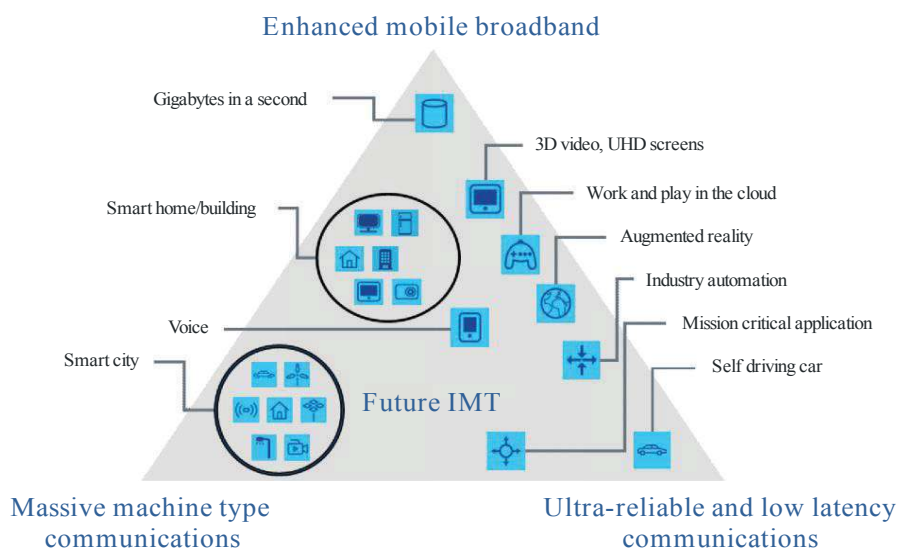 Enhanced mobile broadband
Gigabytes in a second
3D video, UHD screens
Work and play in the cloud
Smart home/building
Augmented reality
Industry automation
Voice
Mission critical application
Smart city
Self driving car
Future IMT
Massive machine type
communications
Ultra-reliable and low latency
communications